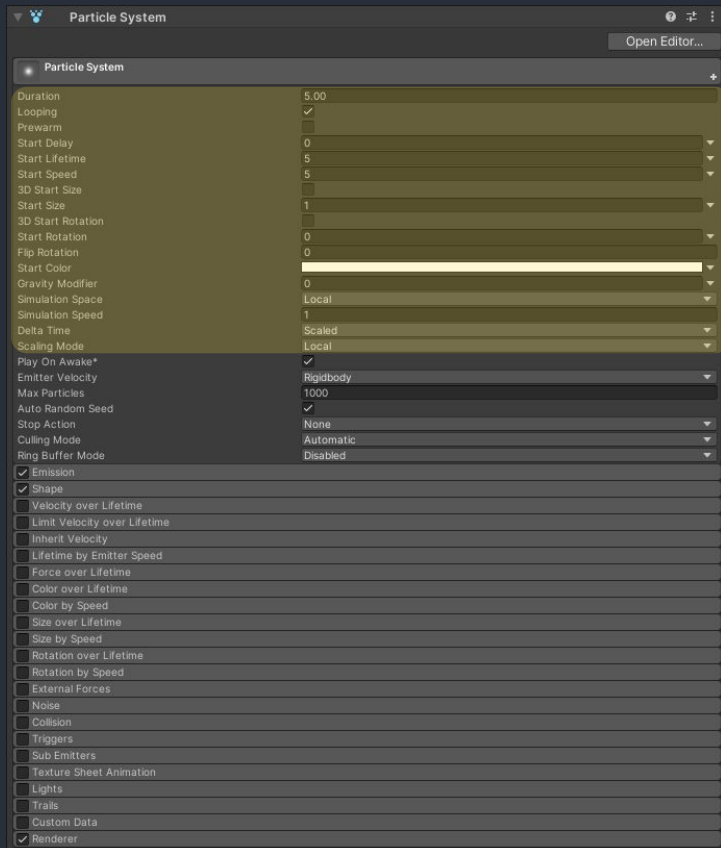 Particle System
Open Editor...
Particle System
Duration 5.00
Looping
Prewarm
Start Delay 0
Start Lifetime 5
Start Speed 5
3D Start Size
Start Size 1
3D Start Rotation
Start Rotation 0
Flip Rotation 0
Start Color
Gravity Modifier 0
Simulation Space Local
Simulation Speed 1
Delta Time Scaled
Scaling Mode Local
Play On Awake*
Emitter Velocity Rigidbody
Max Particles 1000
Auto Random Seed
Stop Action None
Culling Mode Automatic
Ring Buffer Mode Disabled
Emission
Shape
Velocity over Lifetime
Limit Velocity over Lifetime
Inherit Velocity
Lifetime by Emitter Speed
Force over Lifetime
Color over Lifetime
Color by Speed
Size over Lifetime
Size by Speed
Rotation over Lifetime
Rotation by Speed
External Forces
Noise
Collision
Triggers
Sub Emitters
Texture Sheet Animation
Lights
Trails
Custom Data
Renderer